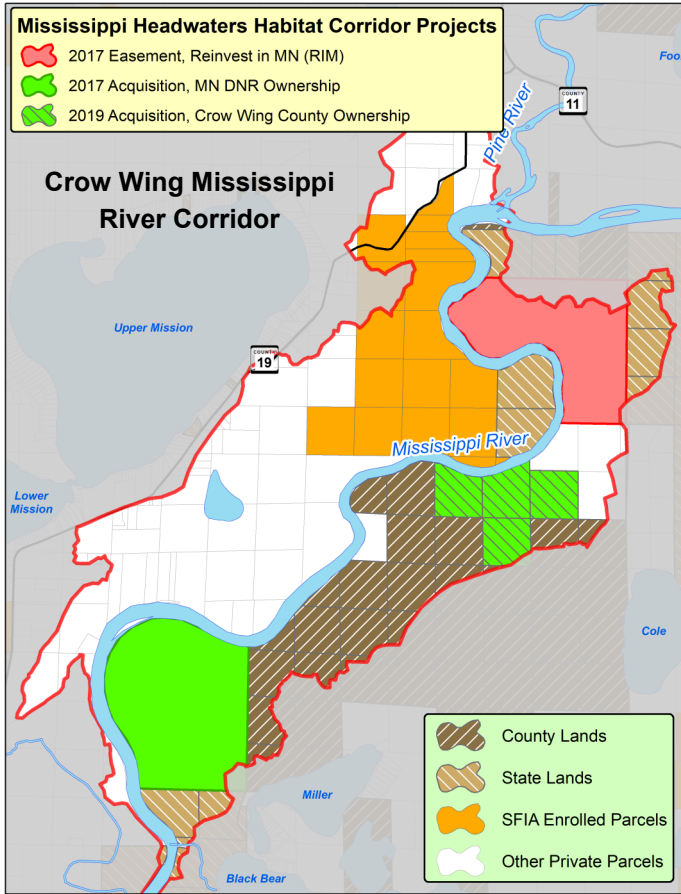 Mississippi Headwaters Habitat Corridor Projects
2017 Easement, Reinvest in MN (RIM)
2017 Acquisition, MN DNR Ownership
2019 Acquisition, Crow Wing County Ownership
Foo
COUNTY
11
Pine River
Crow Wing Mississippi
River Corridor
Upper Mission
COUNTY
19
Mississippi River
Lower
Mission
Cole
County Lands
State Lands
SFIA Enrolled Parcels
Other Private Parcels
Miller
Black Bear